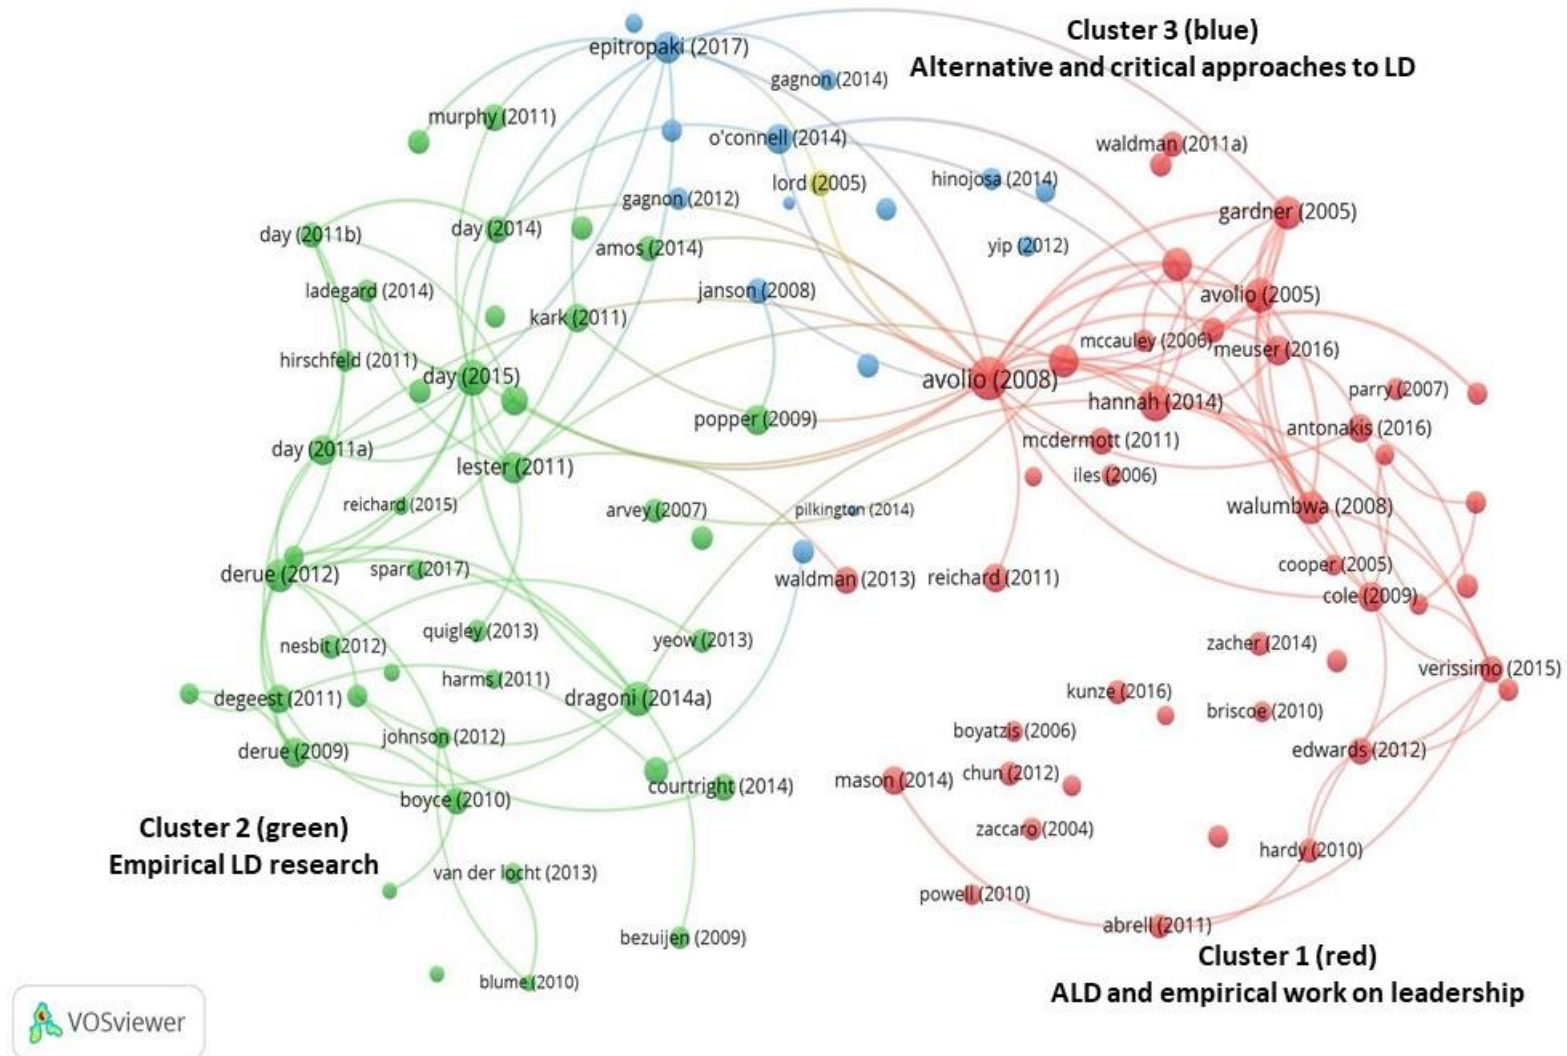 Cluster 3 (blue)
Alternative and critical approaches to LD
epitropaki (2017)
gagnon (2014)
murphy (2011)
o'connell (2014)
waldman (2011a)
lord (2005)
hinojosa (2014)
gagnon (2012)
gardner (2005)
day (2011b)
day (2014)
amos (2014)
yip (2012)
ladegard (2014)
janson (2008)
avolio (2005)
kark (2011)
mccauley (2006)
meuser (2016)
hirschfeld (2011)
day (2015)
avolio (2008)
parry (2007)
hannah (2014)
popper (2009)
antonakis (2016)
mcdermott (2011)
day (2011a)
lester (2011)
iles (2006)
reichard (2015)
arvey (2007)
pilkington (2014)
walumbwa (2008)
cooper (2005)
derue (2012)
sparr (2017)
waldman (2013)
reichard (2011)
cole (2009)
nesbit (2012)
quigley (2013)
yeow (2013)
zacher (2014)
verissimo (2015)
harms (2011)
degeest (2011)
dragoni (2014a)
kunze (2016)
briscoe (2010)
johnson (2012)
boyatzis (2006)
derue (2009)
edwards (2012)
mason (2014)
chun (2012)
courtright (2014)
boyce (2010)
Cluster 2 (green)
Empirical LD research
zaccaro (2004)
hardy (2010)
van der locht (2013)
powell (2010)
abrell (2011)
bezuijen (2009)
Cluster 1 (red)
ALD and empirical work on leadership
blume (2010)
VOSviewer